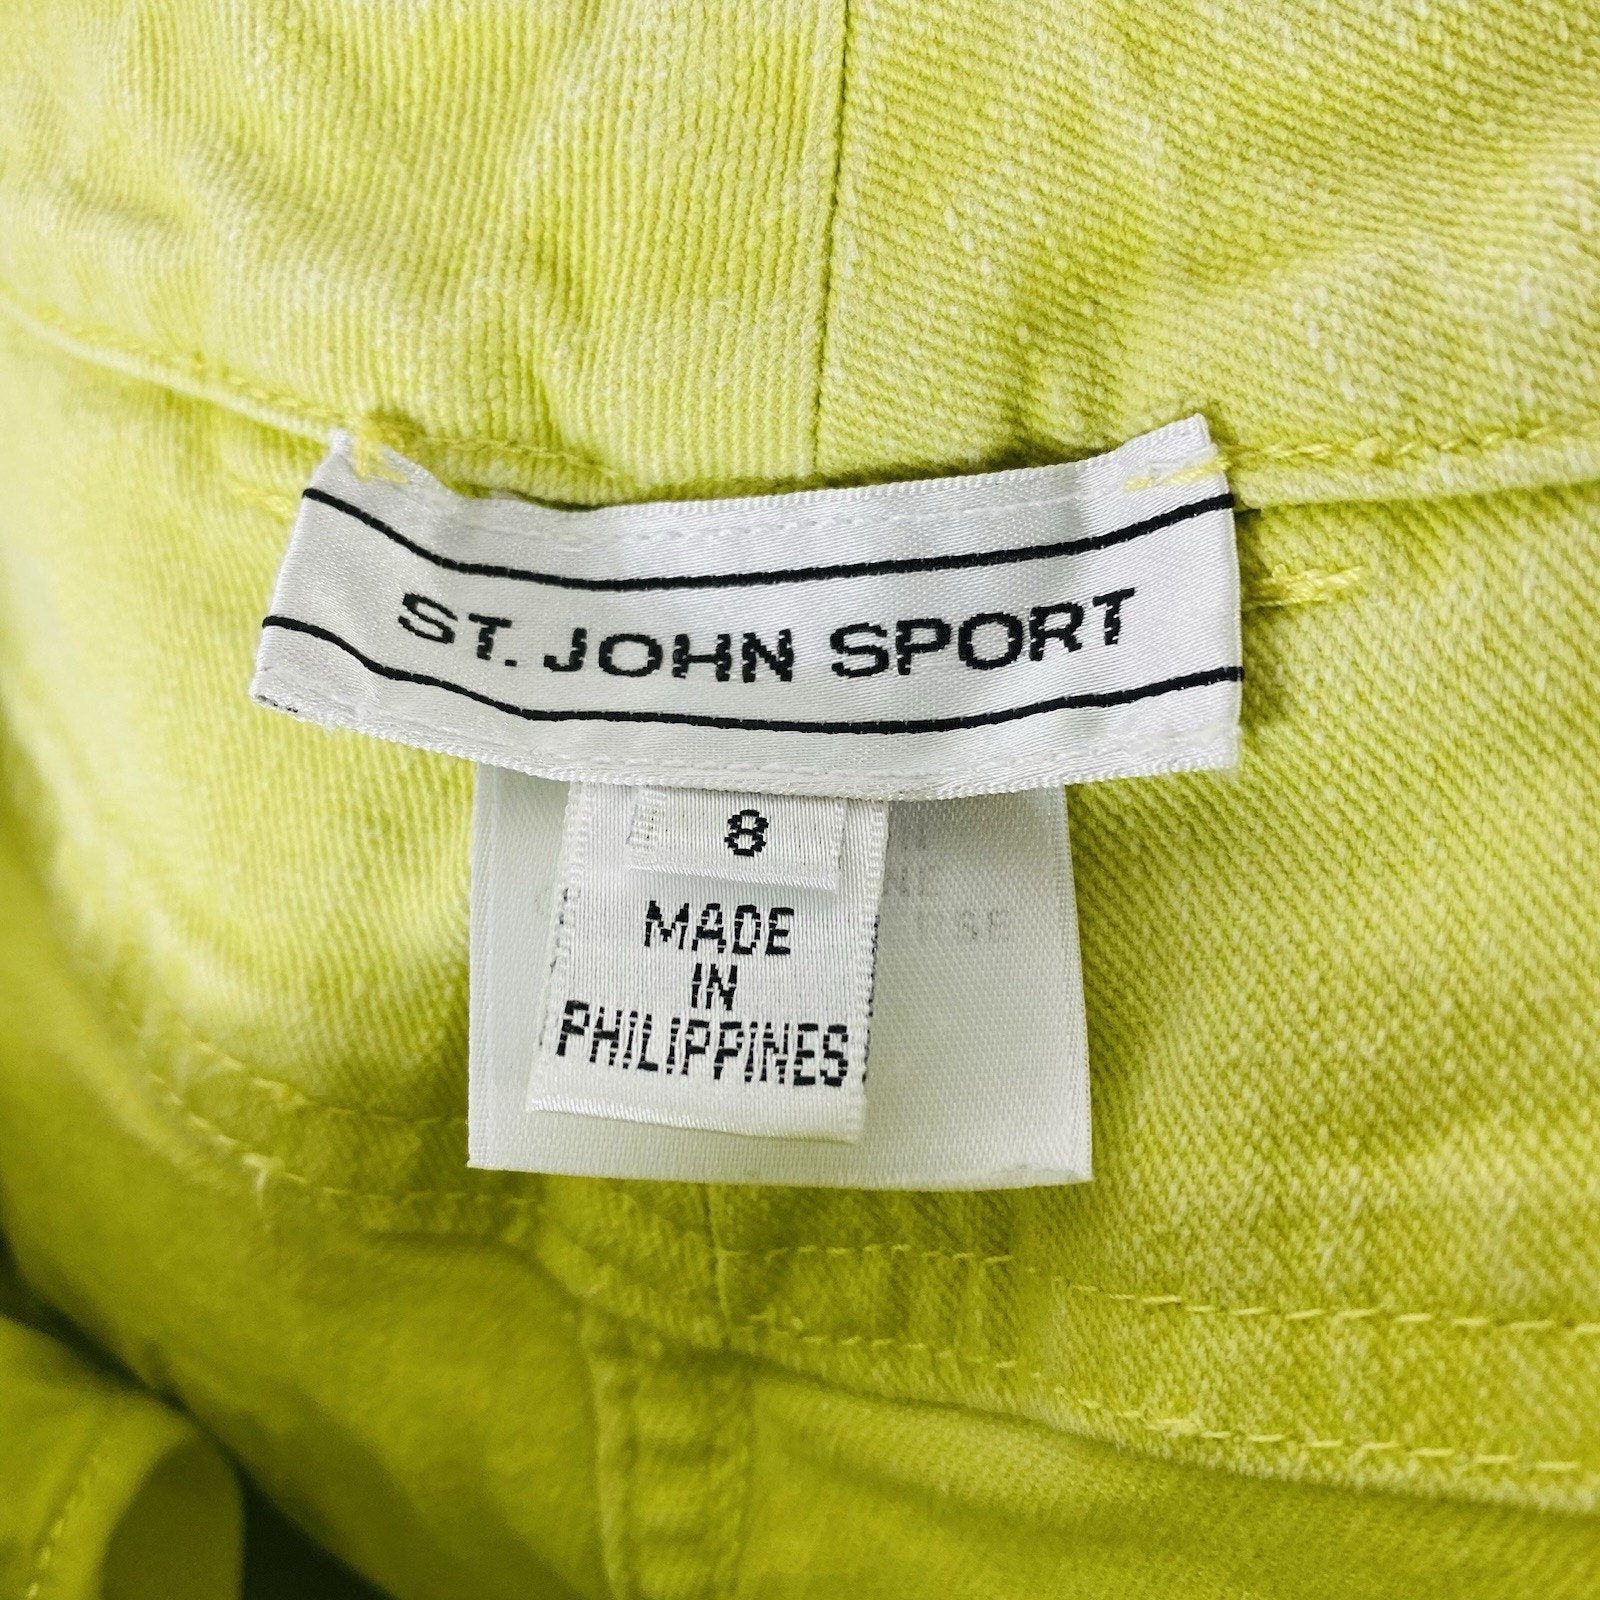 ST. JOHN SPORT
8
MADE
IN
PHILIPPINES